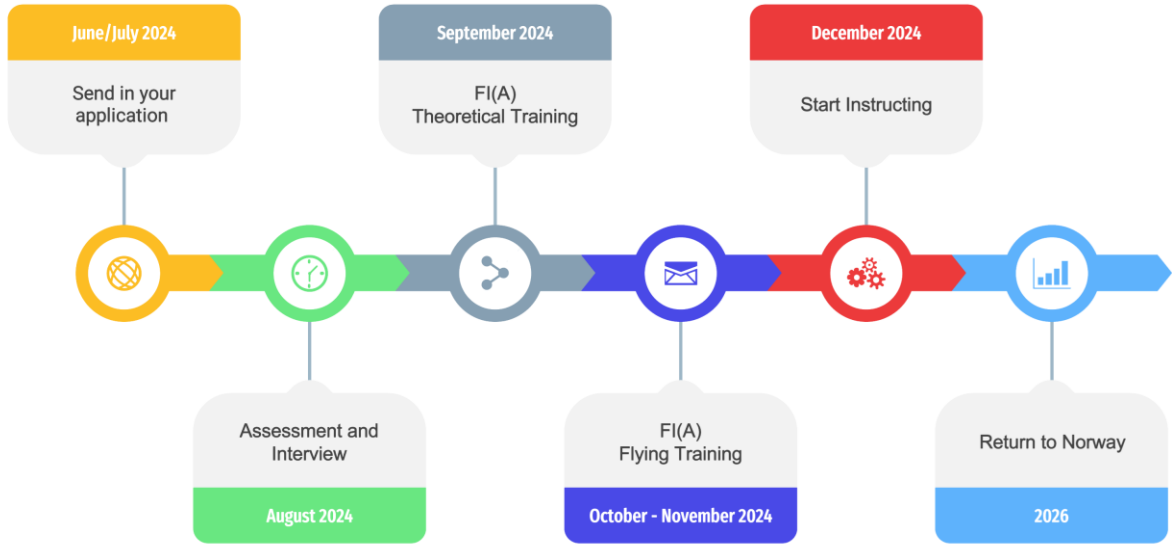 June/July 2024
Send in your
application
Assessment and
Interview
August 2024
September 2024
FI(A)
Theoretical Training
FI(A)
Flying Training
October - November 2024
December 2024
Start Instructing
Return to Norway
2026